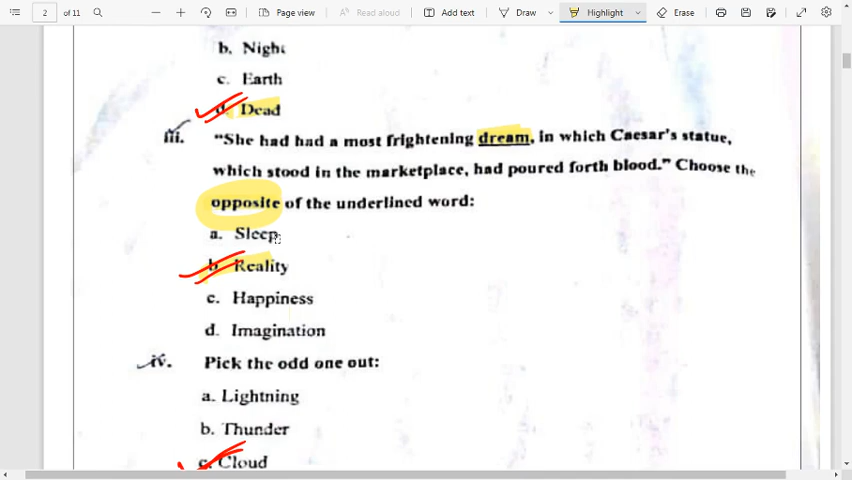 2 of 11
Page view
Read aloud
Add text
Draw
Highlight
Erase
b. Night
c. Earth
d. Dead
iii. "She had had a most frightening dream, in which Caesar's statue,
which stood in the marketplace, had poured forth blood." Choose the
opposite of the underlined word:
a. Sleep
b. Reality
c. Happiness
d. Imagination
iv. Pick the odd one out:
a. Lightning
b. Thunder
c. Cloud